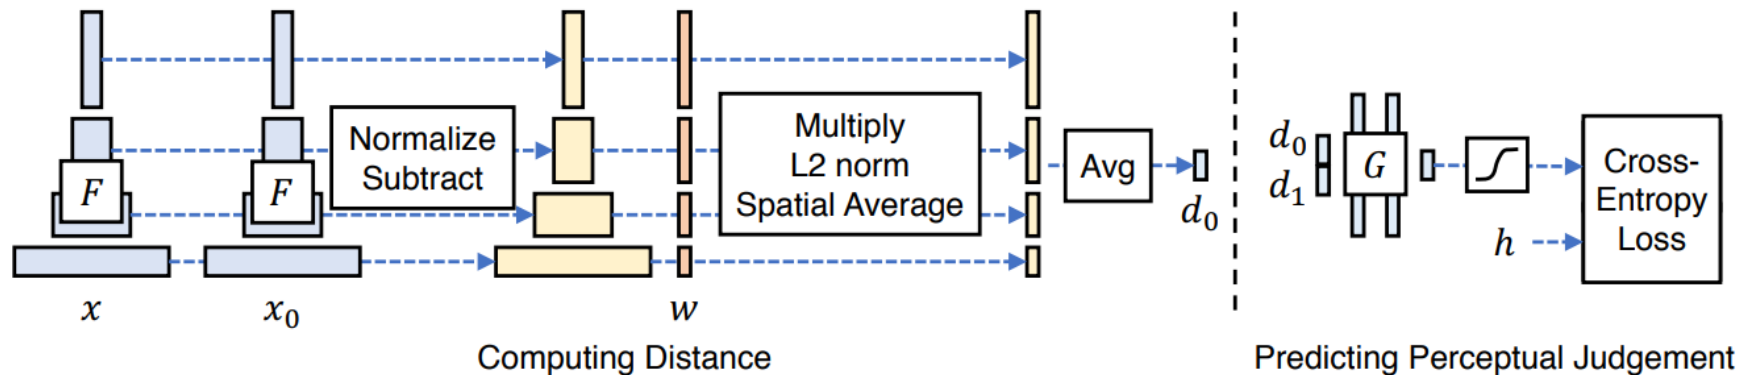 F
F
Normalize
Subtract
Multiply
L2 norm
Spatial Average
Avg
d₀
x
x₀
w
Computing Distance
d₀
d₁
G
h
Cross-
Entropy
Loss
Predicting Perceptual Judgement